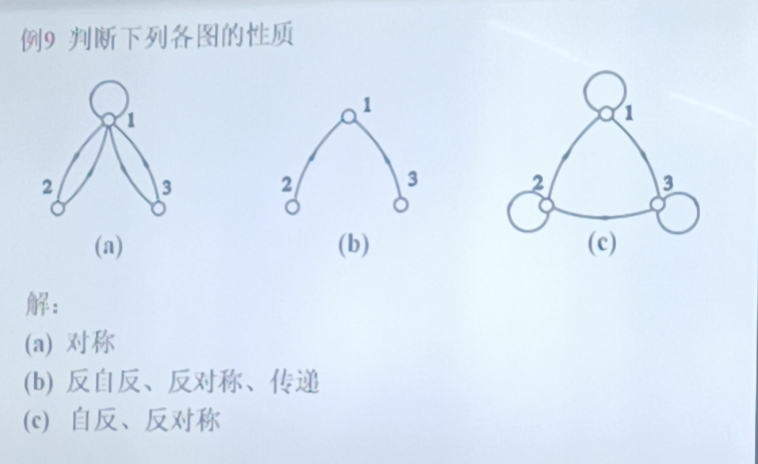 例9 判断下列各图的性质
1
2
3
(a)
1
2
3
(b)
1
2
3
(c)
解:
(a) 对称
(b) 反自反、反对称、传递
(c) 自反、反对称